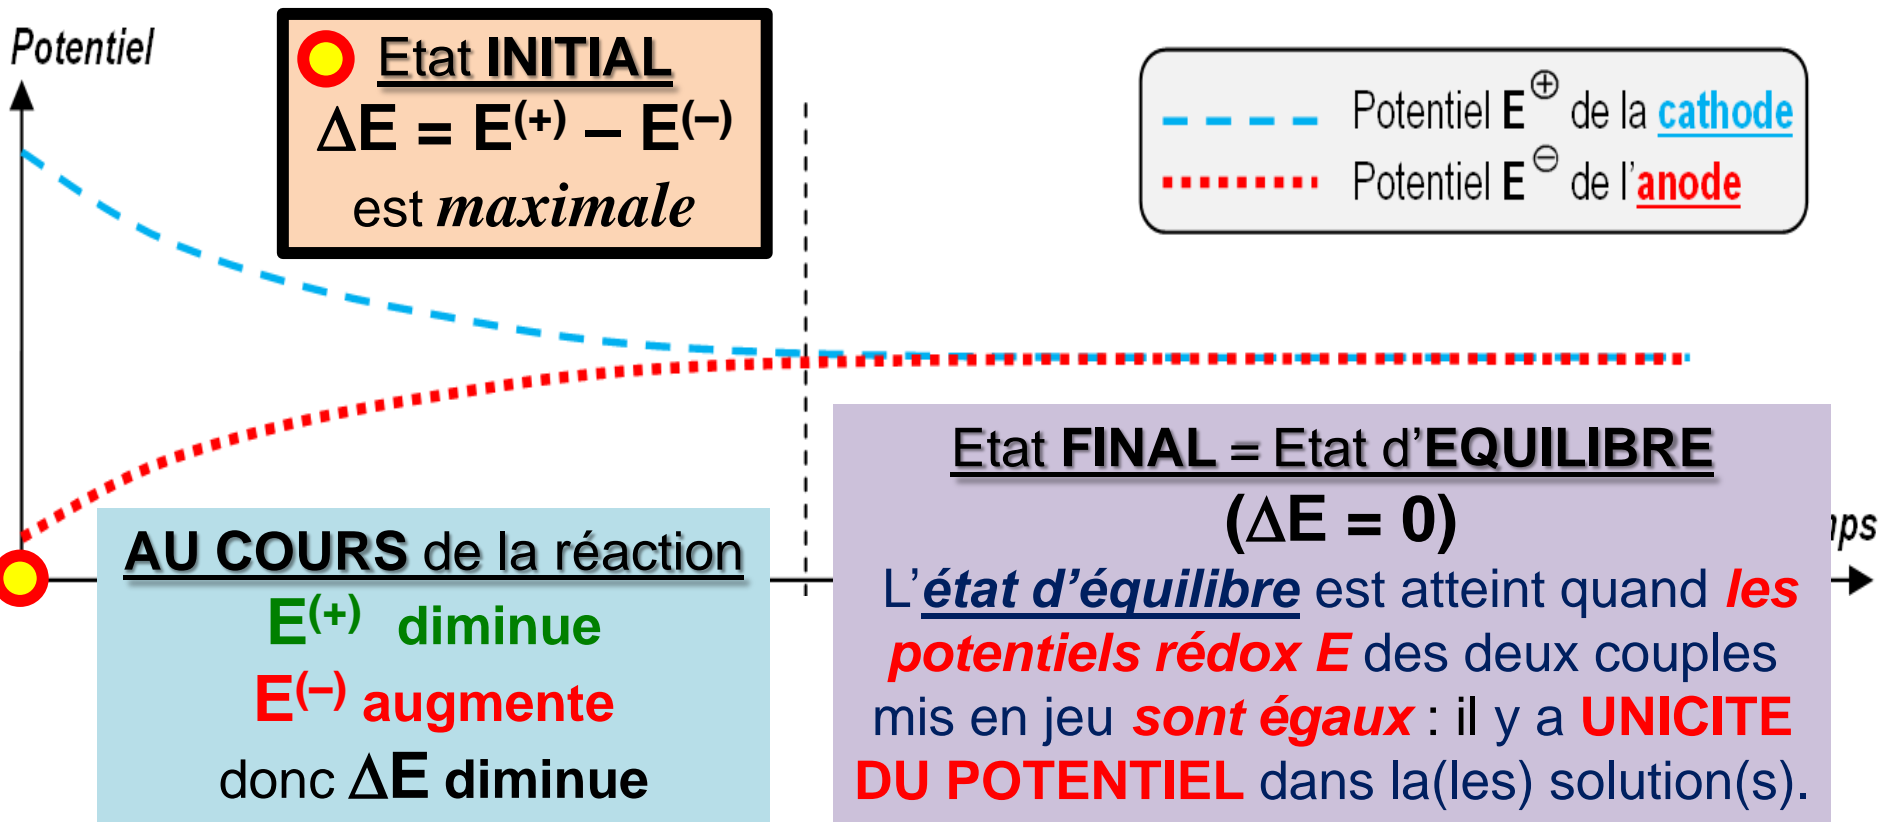 Potentiel
Etat INITIAL
ΔE = E(+) – E(–)
est maximale
Potentiel E⊕ de la cathode
Potentiel E⊖ de l'anode
Etat FINAL = Etat d'EQUILIBRE
(ΔE = 0)
L'état d'équilibre est atteint quand les
potentiels rédox E des deux couples
mis en jeu sont égaux : il y a UNICITE
DU POTENTIEL dans la(les) solution(s).
AU COURS de la réaction
E(+) diminue
E(–) augmente
donc ΔE diminue